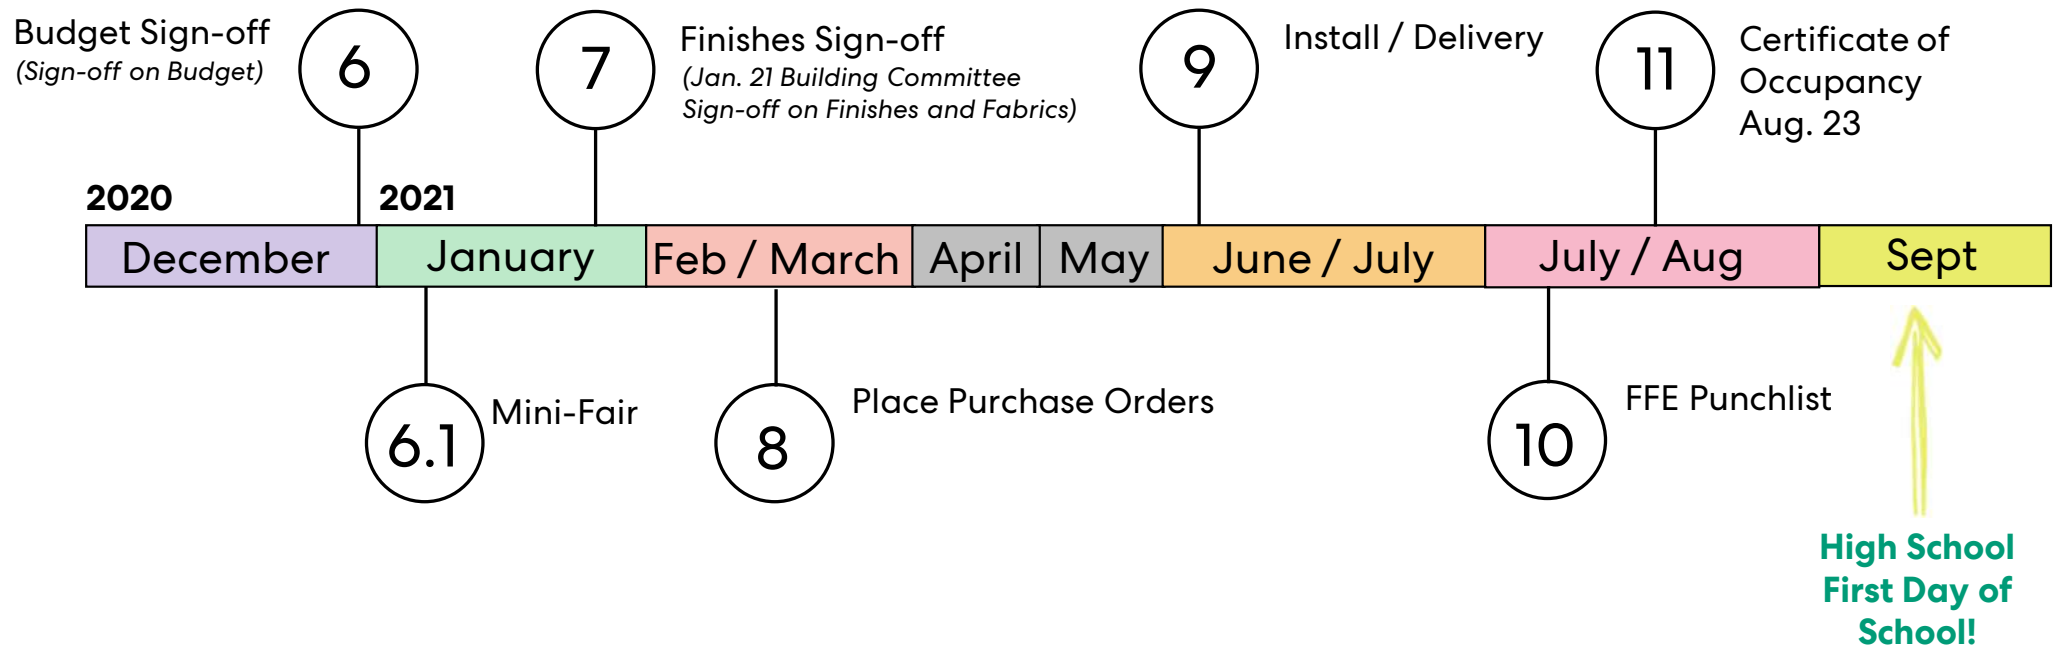 Budget Sign-off
(Sign-off on Budget)
6
7
Finishes Sign-off
(Jan. 21 Building Committee
Sign-off on Finishes and Fabrics)
9
Install / Delivery
11
Certificate of
Occupancy
Aug. 23
2020
2021
December
January
Feb / March
April
May
June / July
July / Aug
Sept
6.1
Mini-Fair
8
Place Purchase Orders
10
FFE Punchlist
High School
First Day of
School!